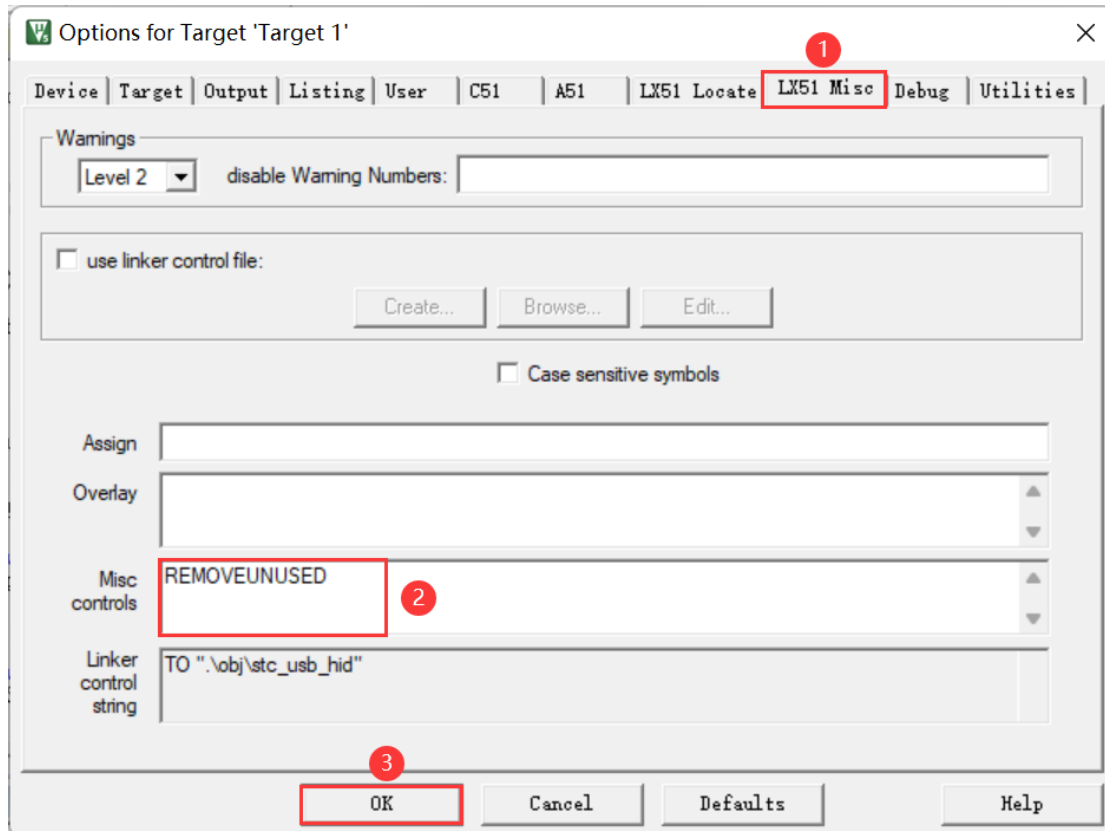 Options for Target 'Target 1'
1
Device Target Output Listing User C51 A51 LX51 Locate LX51 Misc Debug Utilities
Warnings
Level 2 disable Warning Numbers:
use linker control file:
Create... Browse... Edit...
Case sensitive symbols
Assign
Overlay
Misc controls
REMOVEUNUSED
2
Linker control string
TO ".\obj\stc_usb_hid"
3
OK Cancel Defaults Help